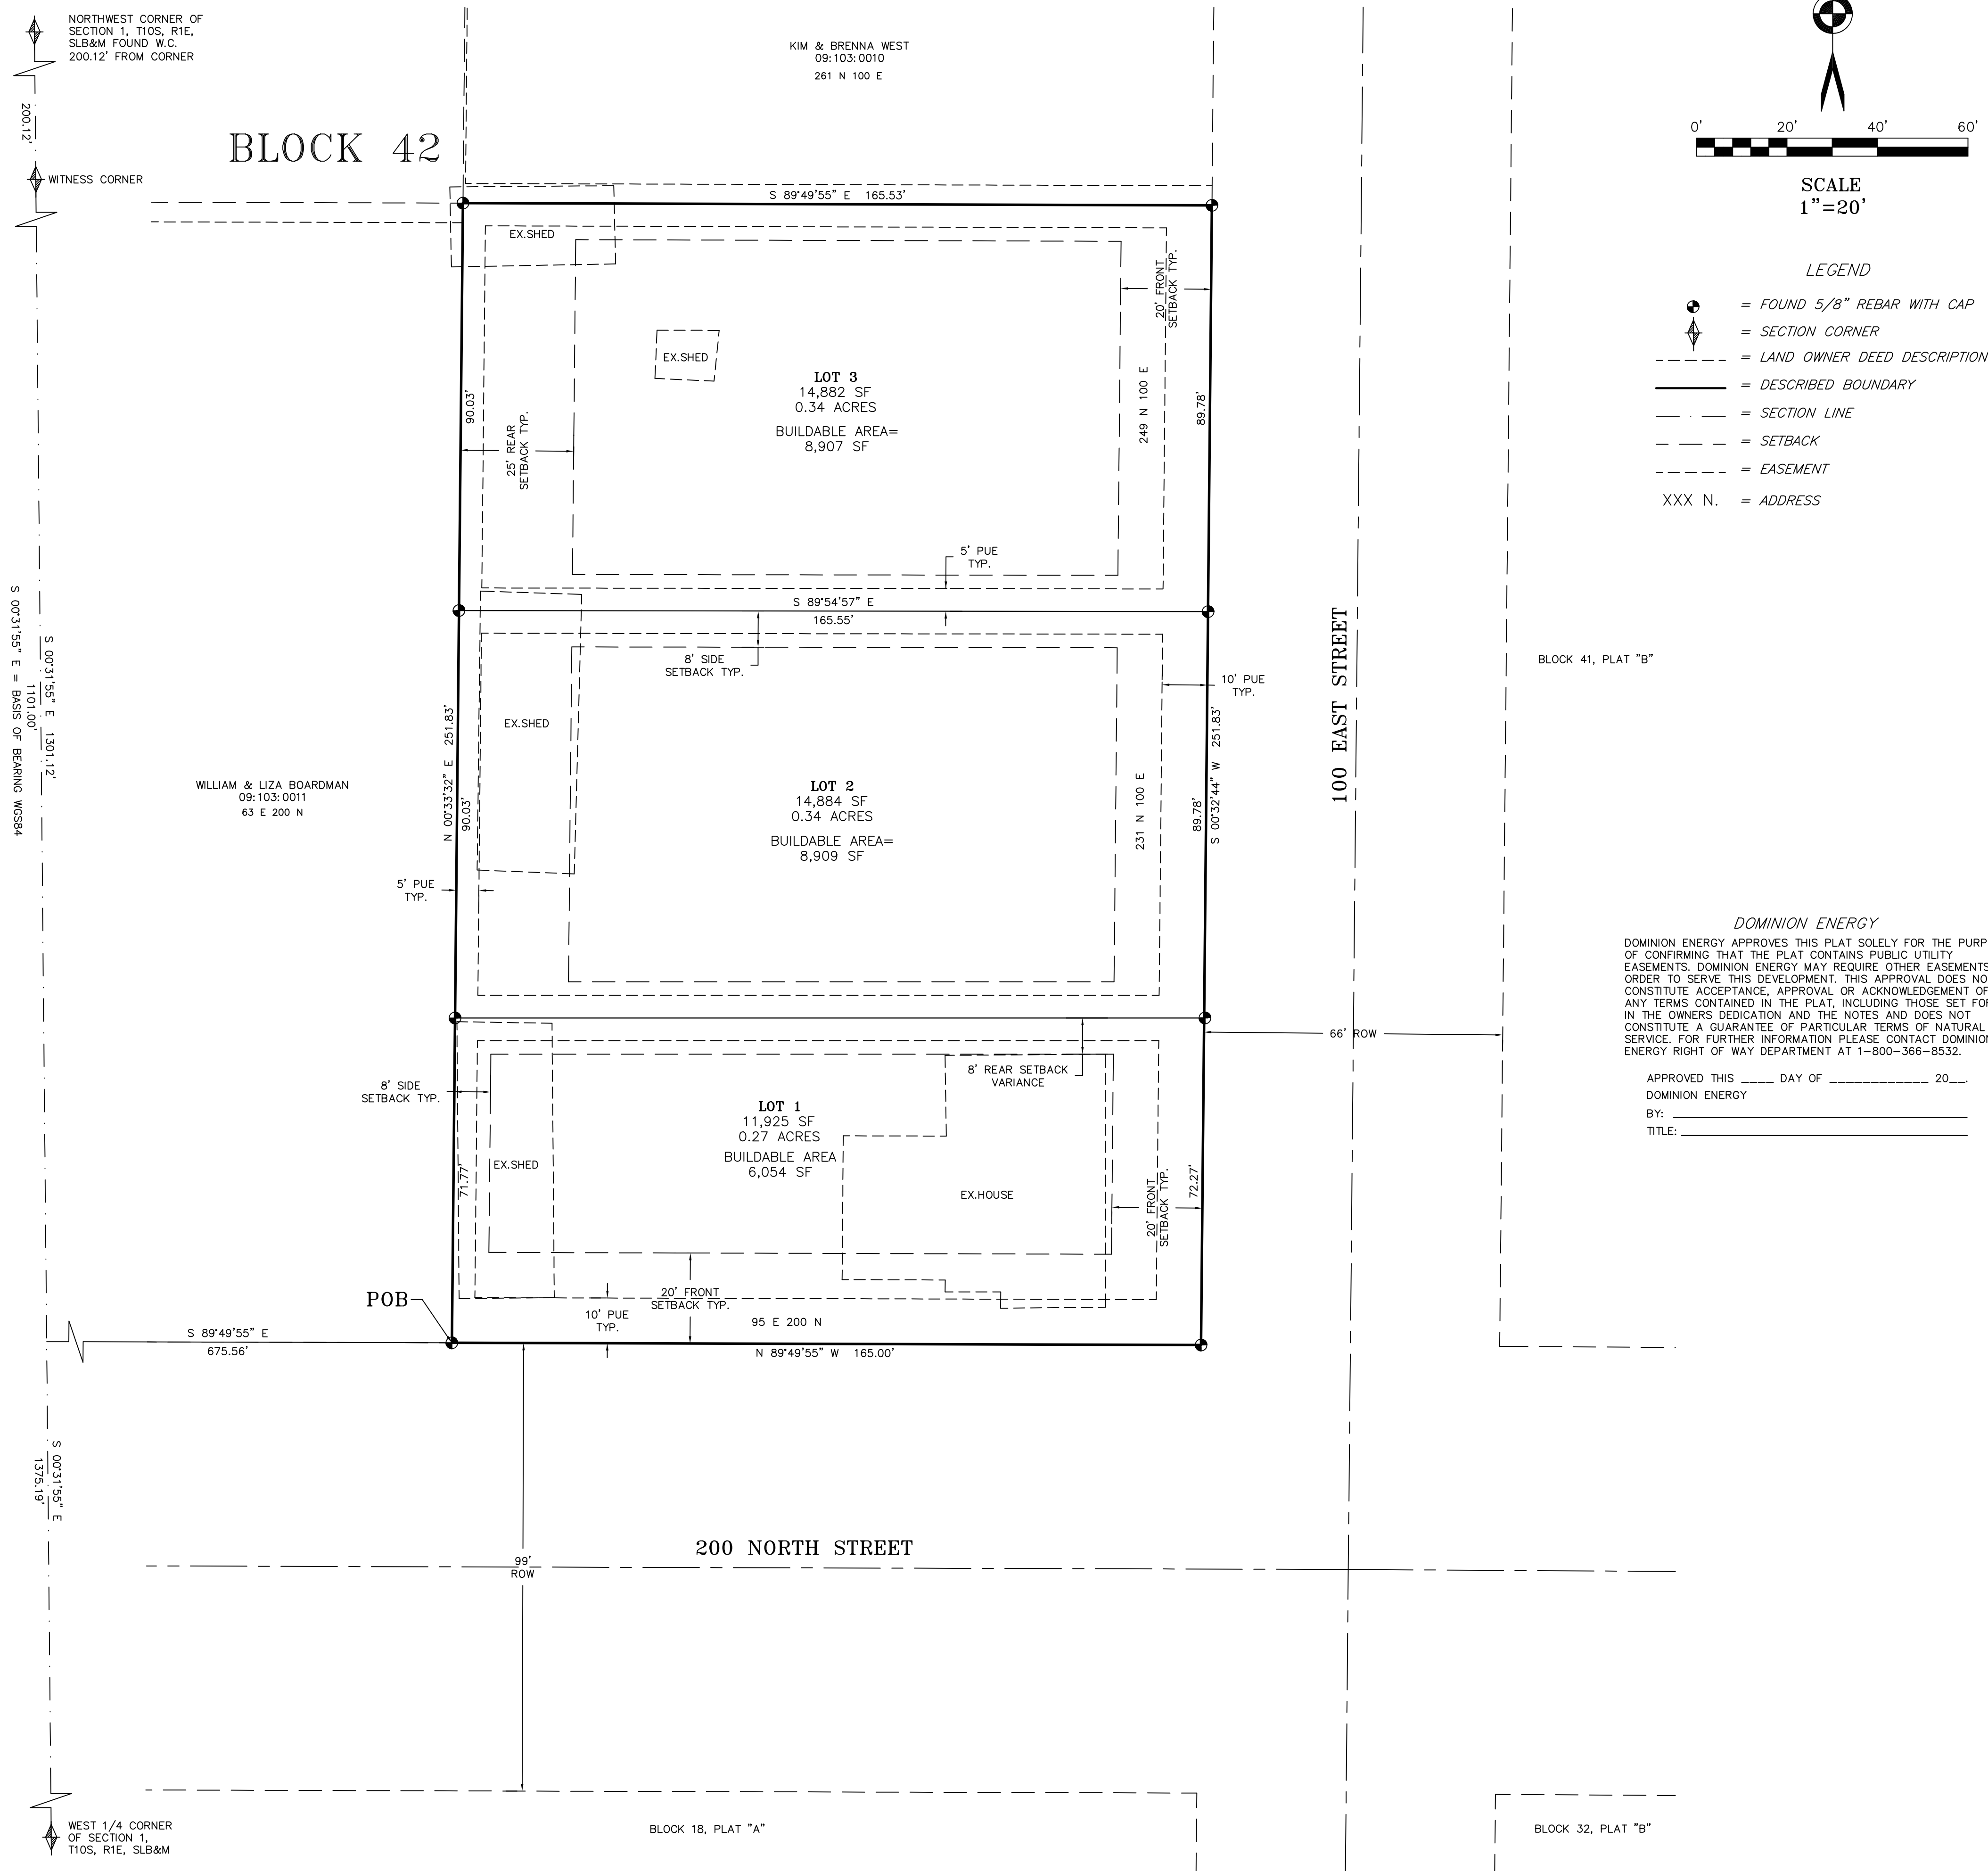 NORTHWEST CORNER OF
SECTION 1, T10S, R1E,
SLB&M FOUND W.C.
200.12' FROM CORNER
200.12'
WITNESS CORNER
BLOCK 42
KIM & BRENNA WEST
09:103:0010
261 N 100 E
0' 20' 40' 60'
SCALE
1"=20'
LEGEND
= FOUND 5/8" REBAR WITH CAP
= SECTION CORNER
= LAND OWNER DEED DESCRIPTION
= DESCRIBED BOUNDARY
= SECTION LINE
= SETBACK
= EASEMENT
XXX N. = ADDRESS
S 89°49'55" E 165.53'
EX.SHED
20' FRONT
SETBACK TYP.
EX.SHED
LOT 3
14,882 SF
0.34 ACRES
BUILDABLE AREA=
8,907 SF
90.03'
25' REAR
SETBACK TYP.
249 N 100 E
89.78'
5' PUE
TYP.
S 89°54'57" E
165.55'
8' SIDE
SETBACK TYP.
10' PUE
TYP.
100 EAST STREET
BLOCK 41, PLAT "B"
S 00°31'55" E 1301.12'
1101.00'
S 00°31'55" E = BASIS OF BEARING WGS84
WILLIAM & LIZA BOARDMAN
09:103:0011
63 E 200 N
N 00°33'32" E 251.83'
90.03'
EX.SHED
LOT 2
14,884 SF
0.34 ACRES
BUILDABLE AREA=
8,909 SF
231 N 100 E
89.78'
S 00°32'44" W 251.83'
5' PUE
TYP.
DOMINION ENERGY
DOMINION ENERGY APPROVES THIS PLAT SOLELY FOR THE PURP
OF CONFIRMING THAT THE PLAT CONTAINS PUBLIC UTILITY
EASEMENTS. DOMINION ENERGY MAY REQUIRE OTHER EASEMENTS
ORDER TO SERVE THIS DEVELOPMENT. THIS APPROVAL DOES NO
CONSTITUTE ACCEPTANCE, APPROVAL OR ACKNOWLEDGEMENT OF
ANY TERMS CONTAINED IN THE PLAT, INCLUDING THOSE SET FOR
IN THE OWNERS DEDICATION AND THE NOTES AND DOES NOT
CONSTITUTE A GUARANTEE OF PARTICULAR TERMS OF NATURAL
SERVICE. FOR FURTHER INFORMATION PLEASE CONTACT DOMINION
ENERGY RIGHT OF WAY DEPARTMENT AT 1-800-366-8532.
APPROVED THIS ____ DAY OF ____________ 20__.
DOMINION ENERGY
BY:
TITLE:
66' ROW
8' REAR SETBACK
VARIANCE
8' SIDE
SETBACK TYP.
LOT 1
11,925 SF
0.27 ACRES
BUILDABLE AREA
6,054 SF
EX.SHED
71.77'
EX.HOUSE
20' FRONT
SETBACK TYP.
72.27'
POB
20' FRONT
SETBACK TYP.
10' PUE
TYP.
95 E 200 N
S 89°49'55" E
675.56'
N 89°49'55" W 165.00'
S 00°31'55" E
1375.19'
99'
ROW
200 NORTH STREET
WEST 1/4 CORNER
OF SECTION 1,
T10S, R1E, SLB&M
BLOCK 18, PLAT "A"
BLOCK 32, PLAT "B"